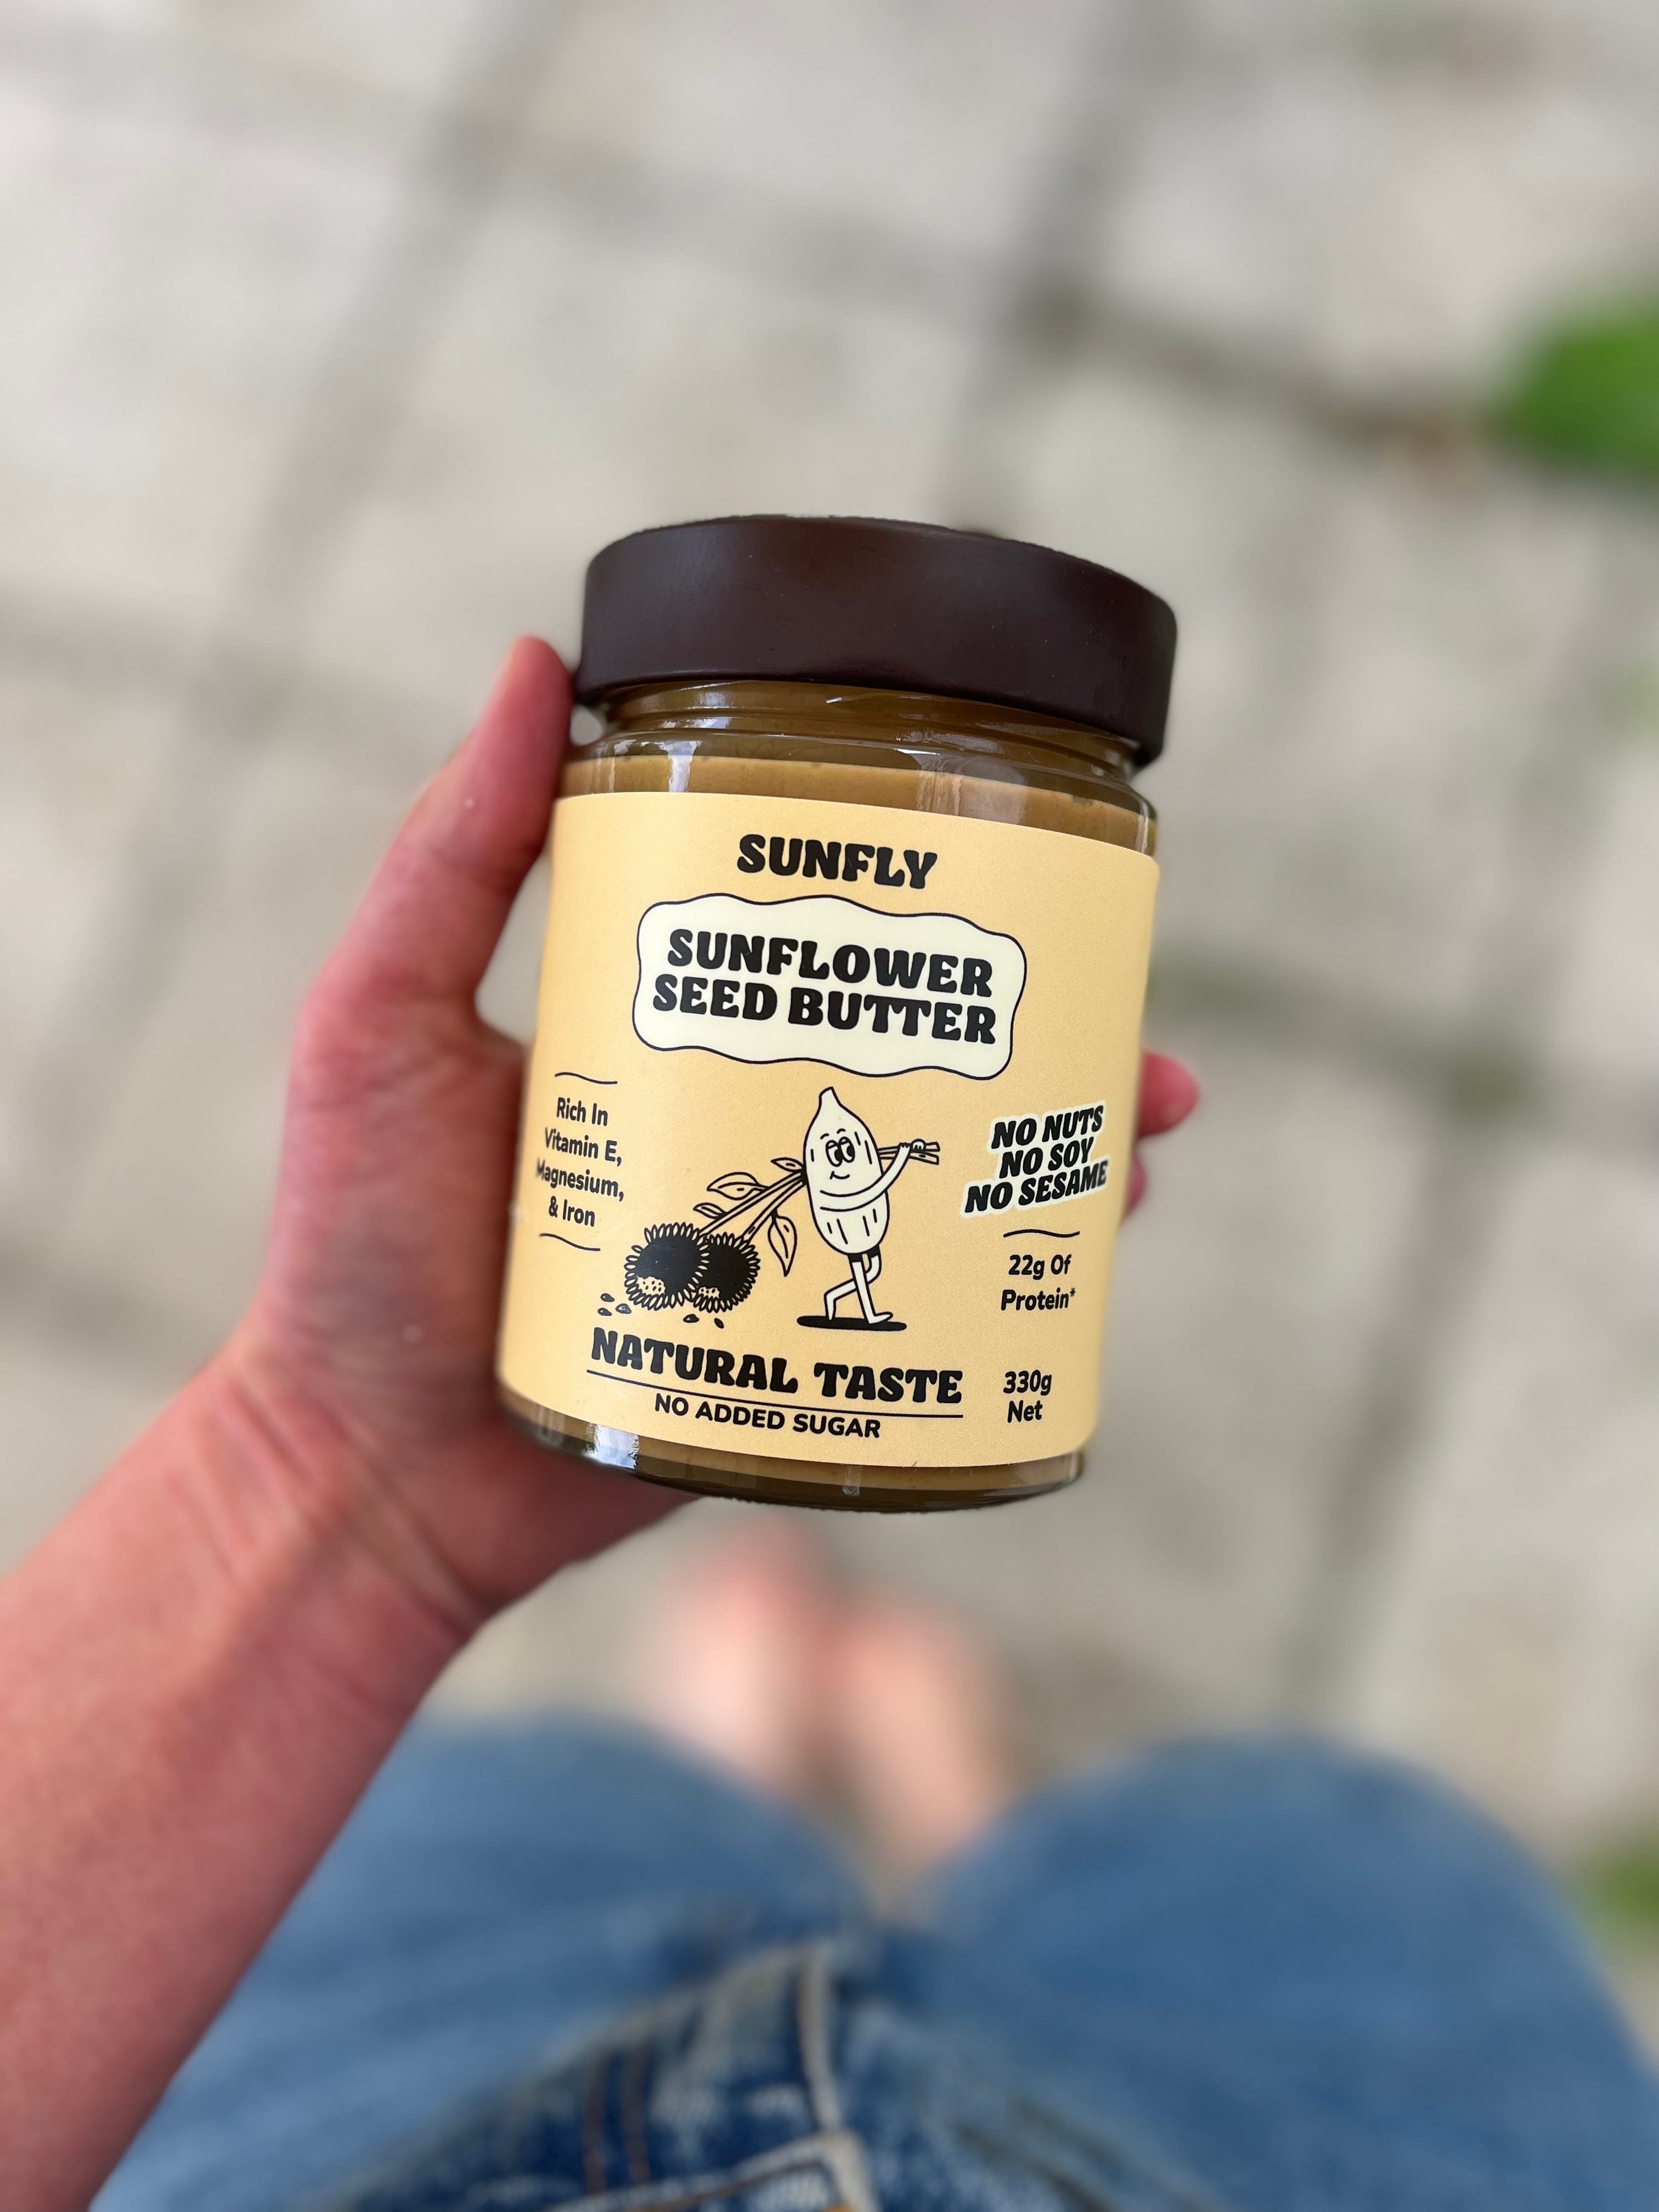 SUNFLY
SUNFLOWER
SEED BUTTER
Rich In
Vitamin E,
Magnesium,
& Iron
NO NUTS
NO SOY
NO SESAME
22g Of
Protein*
NATURAL TASTE
NO ADDED SUGAR
330g
Net